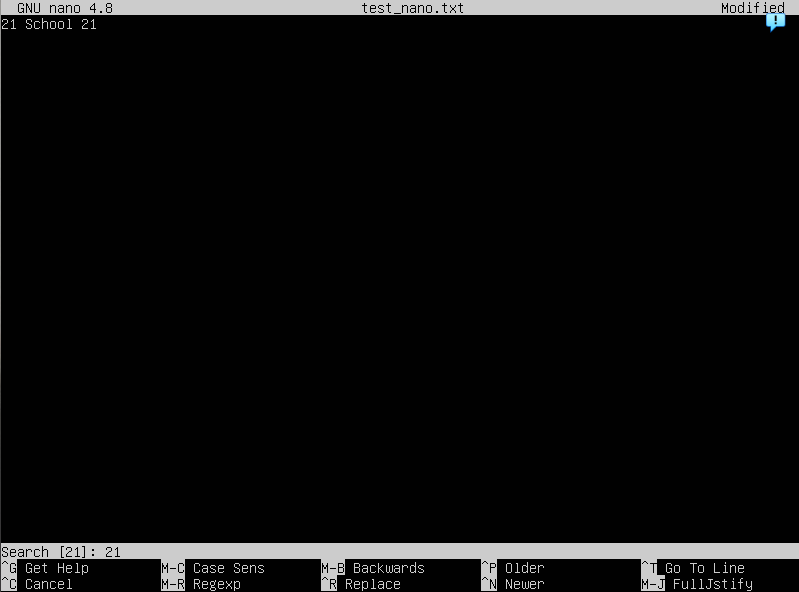 GNU nano 4.8 test_nano.txt Modified
21 School 21
Search [21]: 21
^G Get Help M-C Case Sens M-B Backwards ^P Older ^T Go To Line
^C Cancel M-R Regexp ^R Replace ^N Newer M-J FullJstify